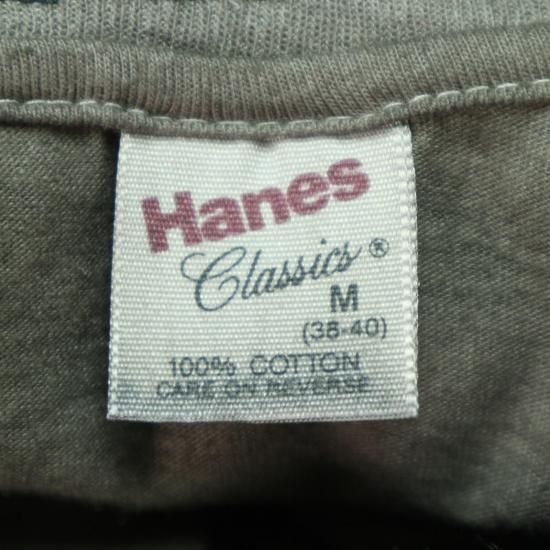 Hanes
Classics®
M
(38-40)
100% COTTON
CARE ON REVERSE